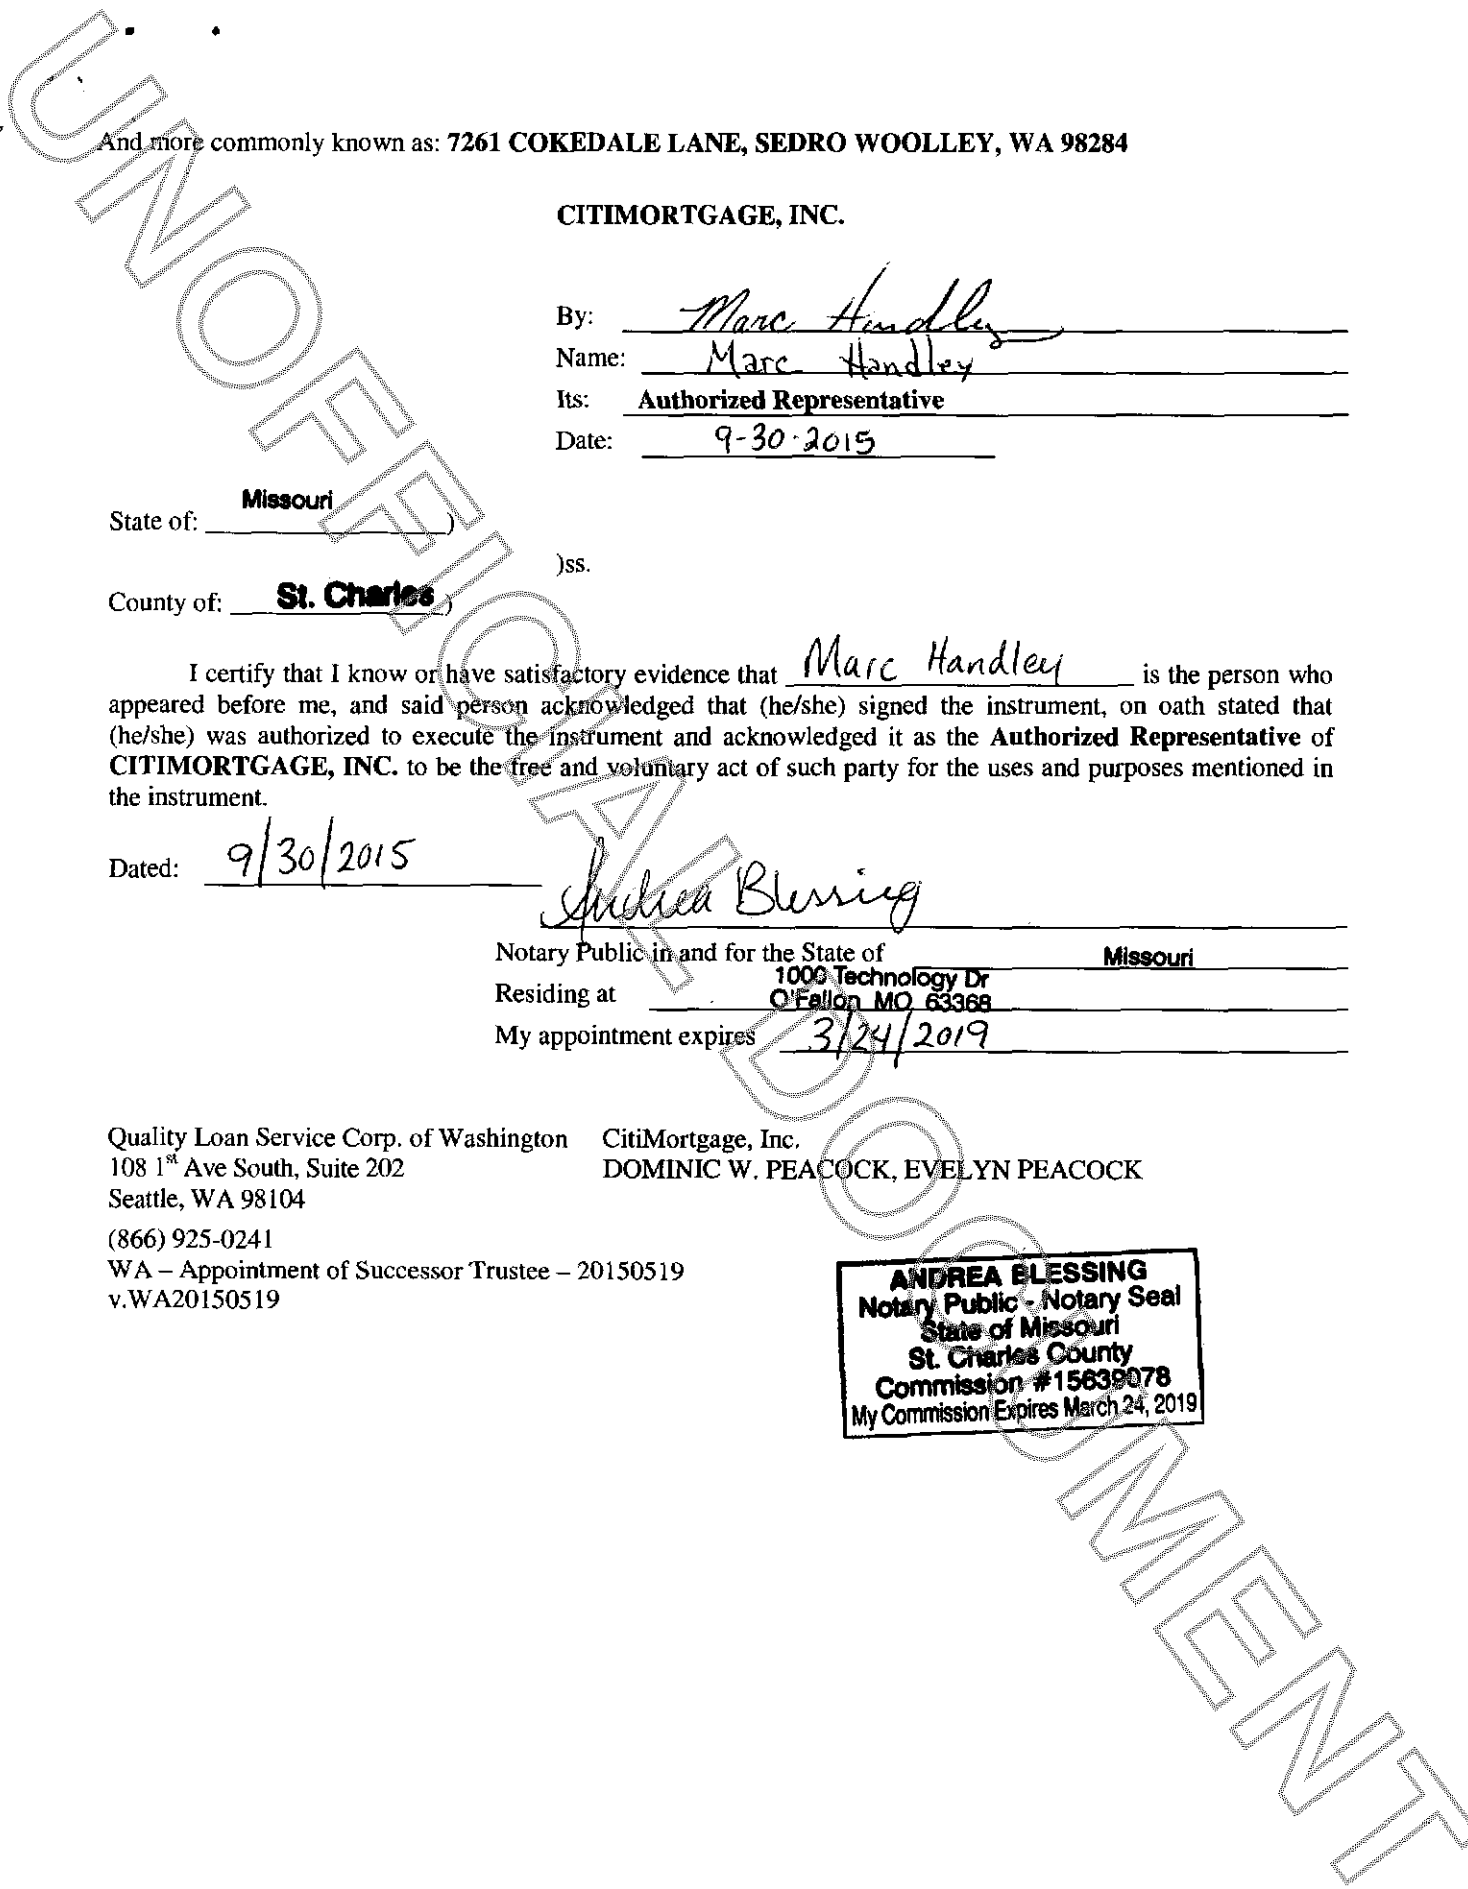 And more commonly known as: 7261 COKEDALE LANE, SEDRO WOOLLEY, WA 98284
CITIMORTGAGE, INC.
By: Marc Handley
Name: Marc Handley
Its: Authorized Representative
Date: 9-30-2015
State of: Missouri )
)ss.
County of: St. Charles )
I certify that I know or have satisfactory evidence that Marc Handley is the person who
appeared before me, and said person acknowledged that (he/she) signed the instrument, on oath stated that
(he/she) was authorized to execute the instrument and acknowledged it as the Authorized Representative of
CITIMORTGAGE, INC. to be the free and voluntary act of such party for the uses and purposes mentioned in
the instrument.
Dated: 9/30/2015
Andrea Blessing
Notary Public in and for the State of Missouri
Residing at 1000 Technology Dr
O'Fallon MO 63368
My appointment expires 3/24/2019
Quality Loan Service Corp. of Washington CitiMortgage, Inc.
108 1st Ave South, Suite 202 DOMINIC W. PEACOCK, EVELYN PEACOCK
Seattle, WA 98104
(866) 925-0241
WA – Appointment of Successor Trustee – 20150519
v.WA20150519
ANDREA BLESSING
Notary Public - Notary Seal
State of Missouri
St. Charles County
Commission #15639078
My Commission Expires March 24, 2019
UNOFFICIAL DOCUMENT